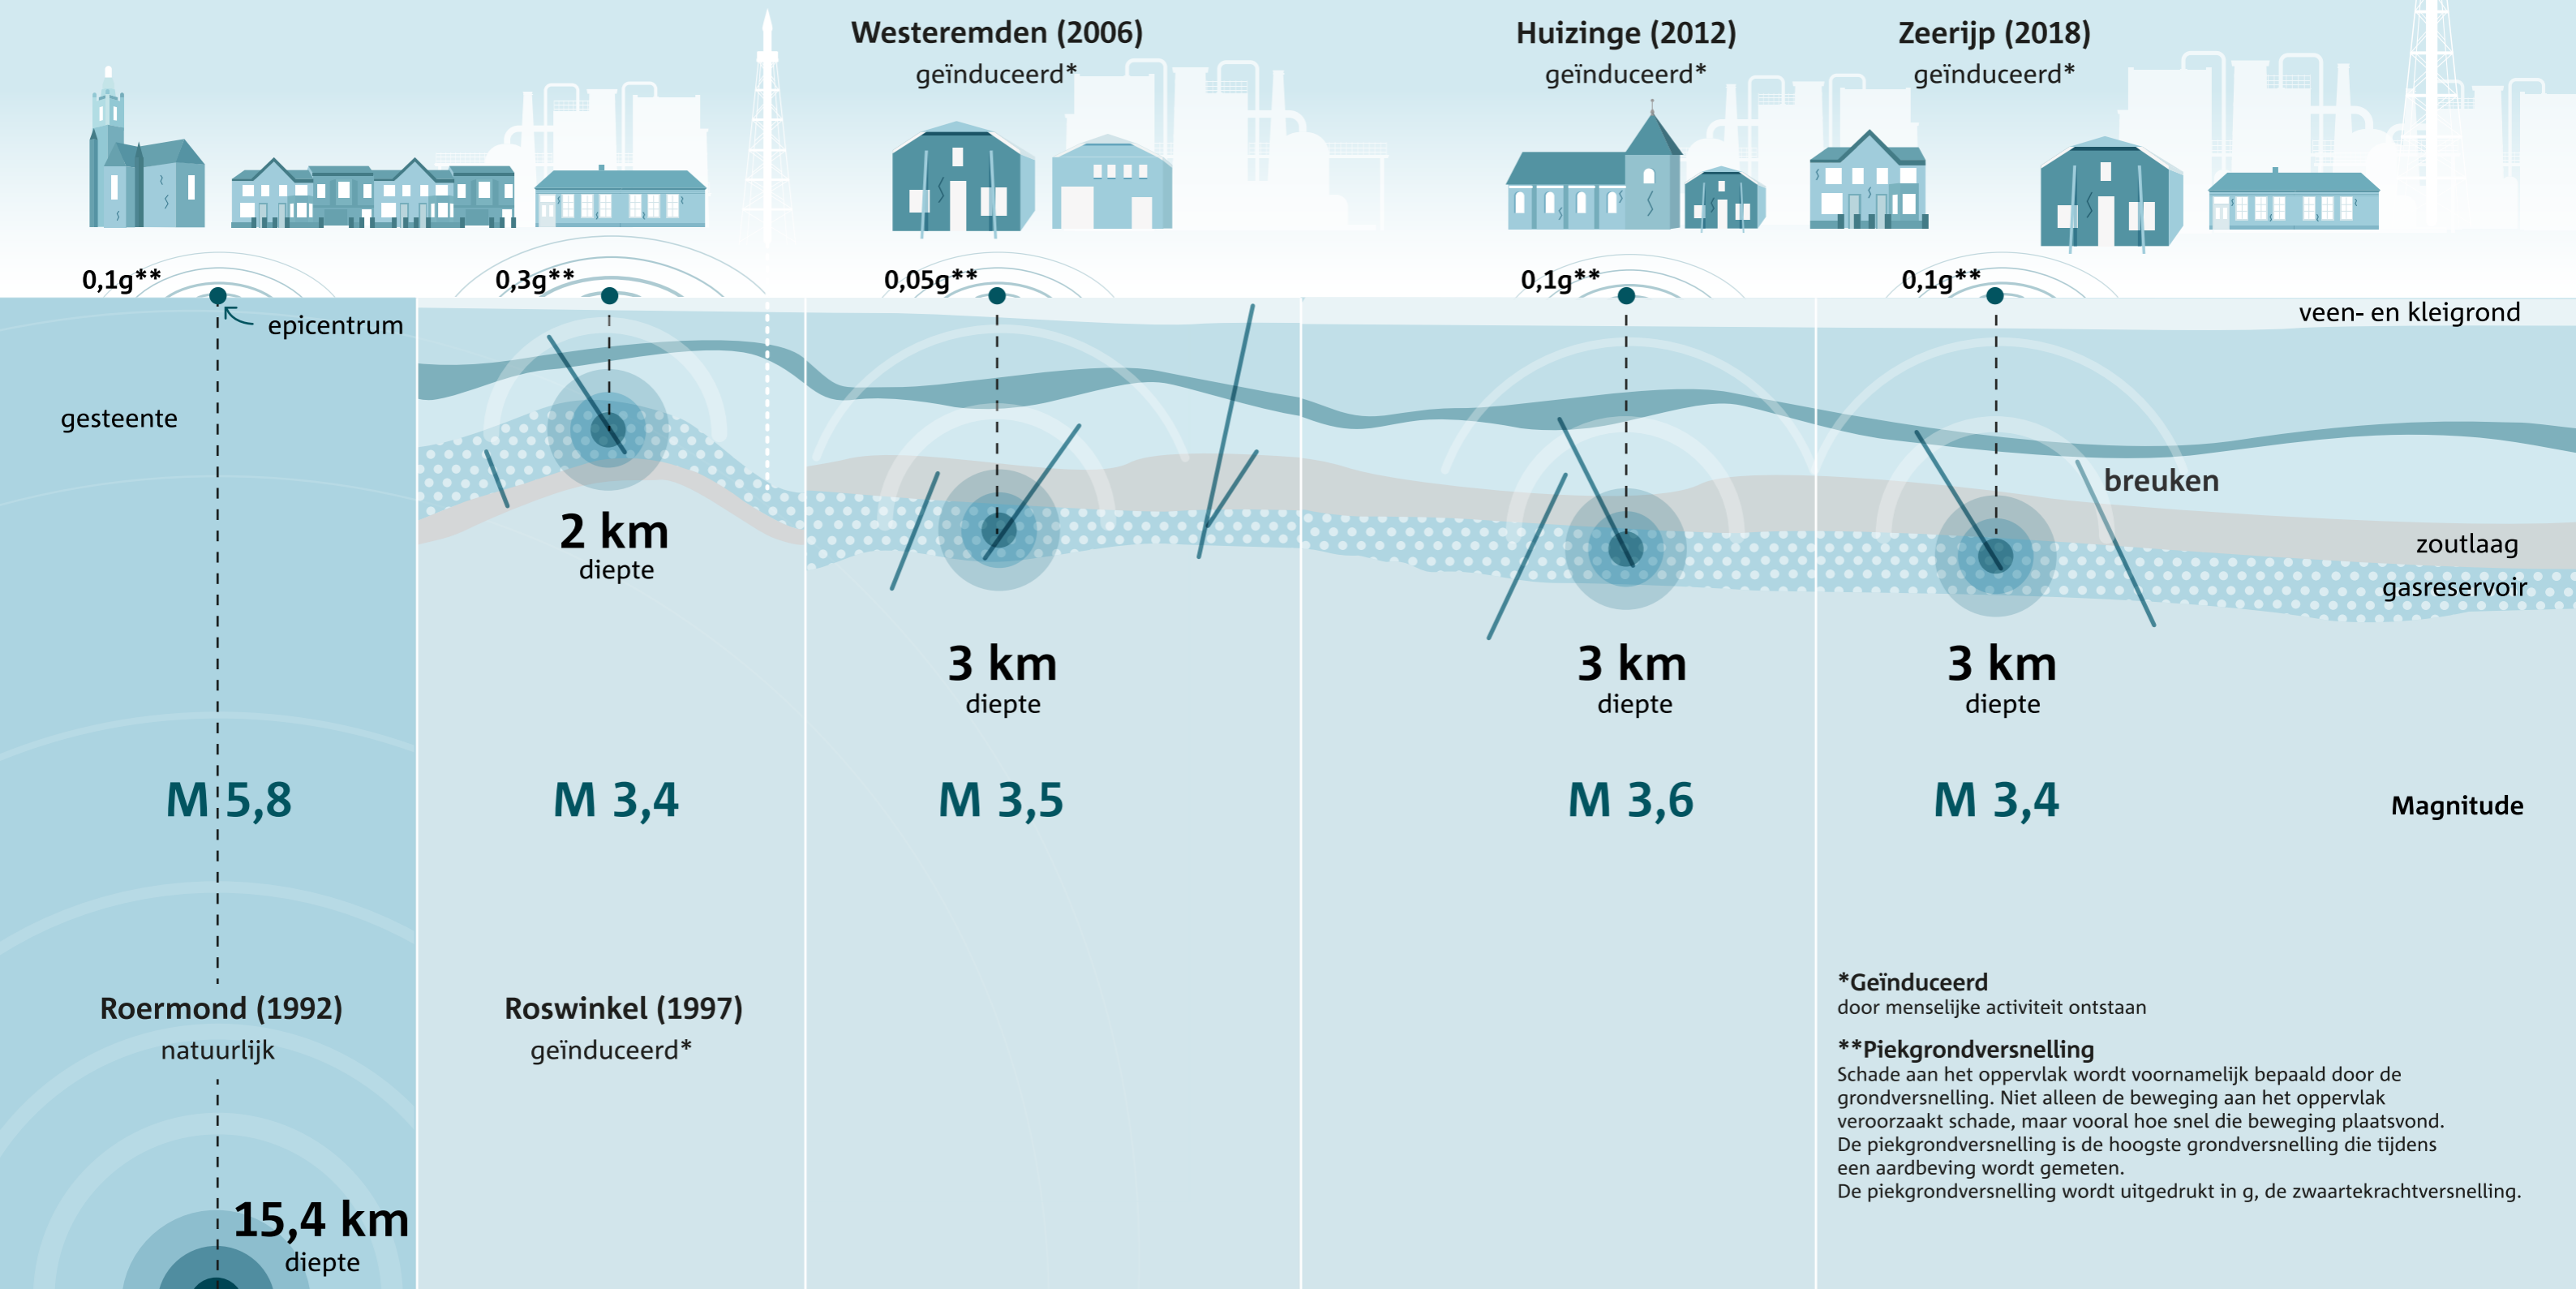 Westeremden (2006)
geïnduceerd*
Huizinge (2012)
geïnduceerd*
Zeerijp (2018)
geïnduceerd*
0,1g**
0,3g**
0,05g**
0,1g**
0,1g**
epicentrum
veen- en kleigrond
gesteente
breuken
zoutlaag
gasreservoir
2 km
diepte
3 km
diepte
3 km
diepte
3 km
diepte
M 5,8
M 3,4
M 3,5
M 3,6
M 3,4
Magnitude
Roermond (1992)
natuurlijk
Roswinkel (1997)
geïnduceerd*
15,4 km
diepte
*Geïnduceerd
door menselijke activiteit ontstaan
**Piekgrondversnelling
Schade aan het oppervlak wordt voornamelijk bepaald door de
grondversnelling. Niet alleen de beweging aan het oppervlak
veroorzaakt schade, maar vooral hoe snel die beweging plaatsvond.
De piekgrondversnelling is de hoogste grondversnelling die tijdens
een aardbeving wordt gemeten.
De piekgrondversnelling wordt uitgedrukt in g, de zwaartekrachtversnelling.